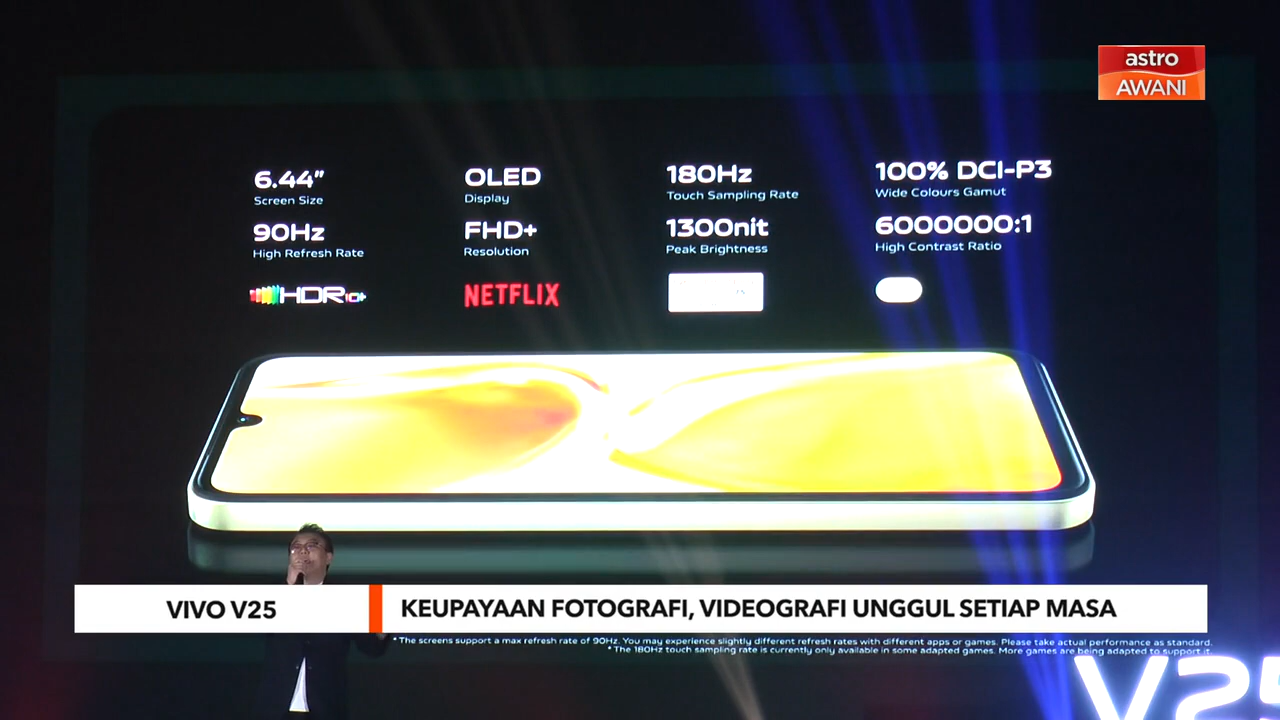 astro
AWANI
6.44"
Screen Size
OLED
Display
180Hz
Touch Sampling Rate
100% DCI-P3
Wide Colours Gamut
90Hz
High Refresh Rate
FHD+
Resolution
1300nit
Peak Brightness
6000000:1
High Contrast Ratio
HDR10+
NETFLIX
VIVO V25
KEUPAYAAN FOTOGRAFI, VIDEOGRAFI UNGGUL SETIAP MASA
* The screens support a max refresh rate of 90Hz. You may experience slightly different refresh rates with different apps or games. Please take actual performance as standard.
* The 180Hz touch sampling rate is currently only available in some adapted games. More games are being adapted to support it.
V25